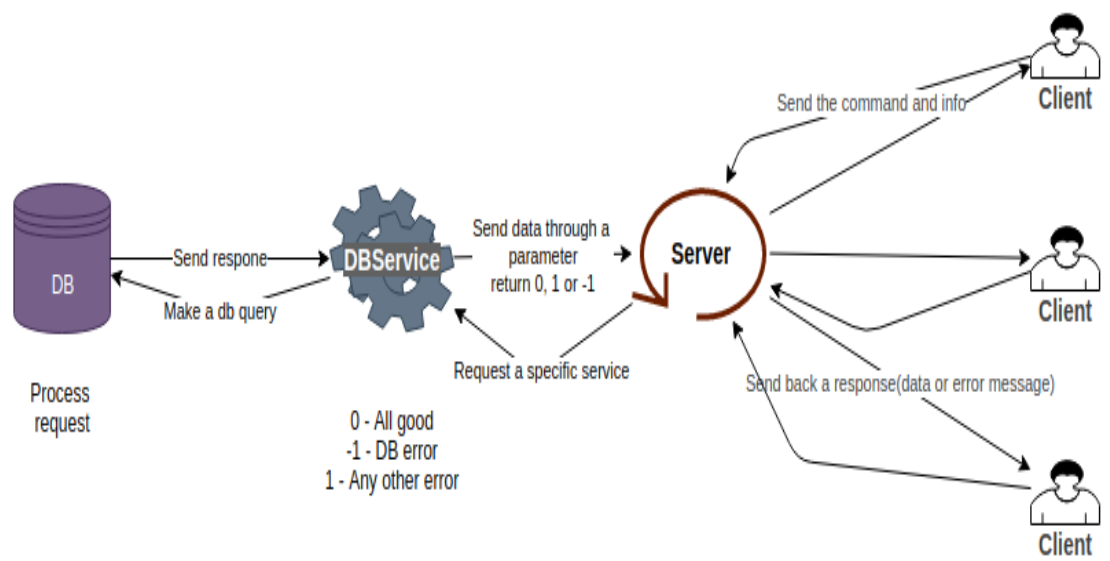 Send the command and info
Client
Send respone
DB
Make a db query
DBService
Send data through a
parameter
return 0, 1 or -1
Server
Request a specific service
Client
Process
request
0 - All good
-1 - DB error
1 - Any other error
Send back a response(data or error message)
Client